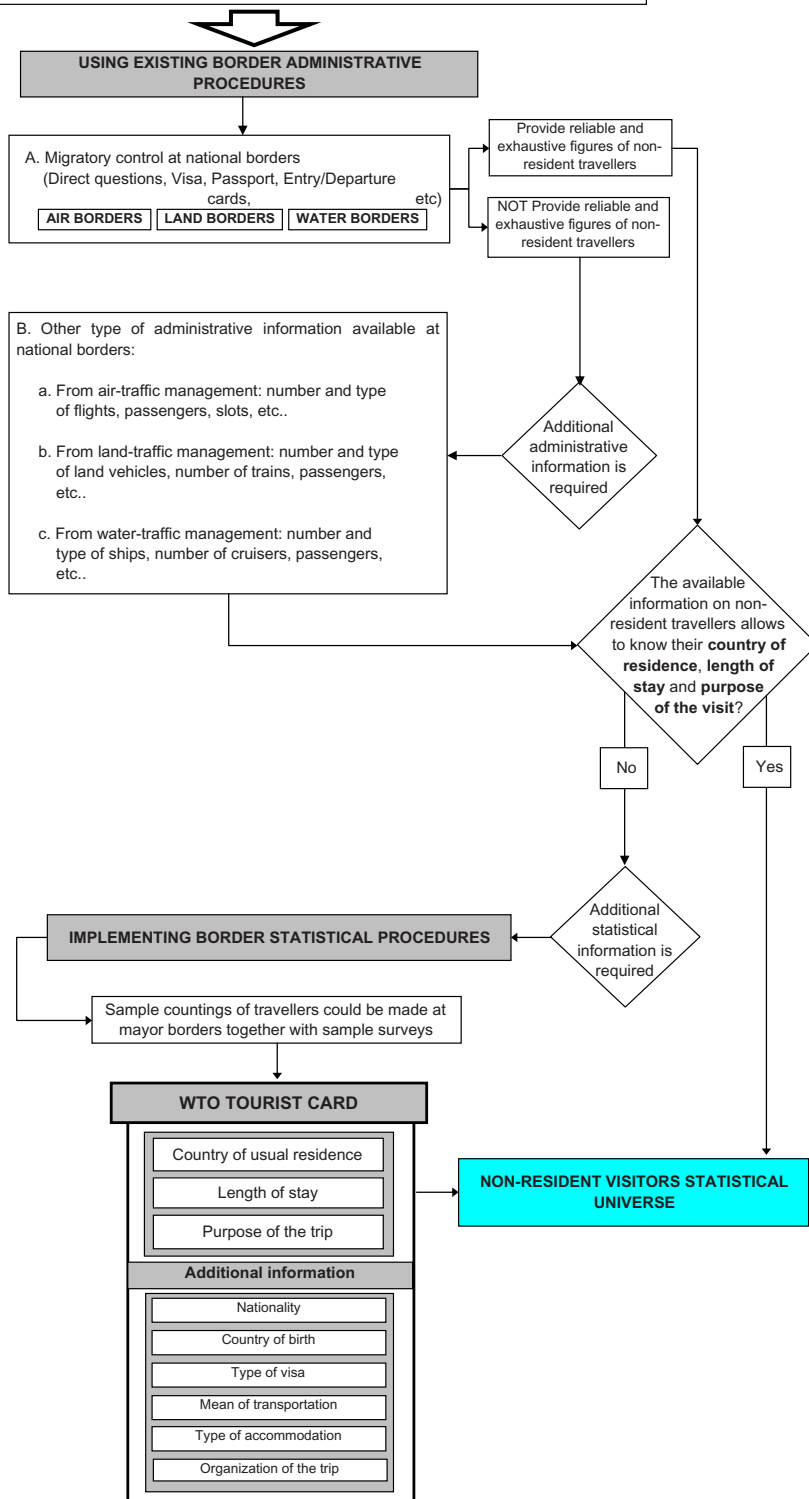 USING EXISTING BORDER ADMINISTRATIVE
PROCEDURES
A. Migratory control at national borders
(Direct questions, Visa, Passport, Entry/Departure
cards, etc)
AIR BORDERS
LAND BORDERS
WATER BORDERS
Provide reliable and
exhaustive figures of non-
resident travellers
NOT Provide reliable and
exhaustive figures of non-
resident travellers
B. Other type of administrative information available at
national borders:
a. From air-traffic management: number and type
of flights, passengers, slots, etc..
b. From land-traffic management: number and type
of land vehicles, number of trains, passengers,
etc..
c. From water-traffic management: number and
type of ships, number of cruisers, passengers,
etc..
Additional
administrative
information is
required
The available
information on non-
resident travellers allows
to know their country of
residence, length of
stay and purpose
of the visit?
No
Yes
Additional
statistical
information is
required
IMPLEMENTING BORDER STATISTICAL PROCEDURES
Sample countings of travellers could be made at
mayor borders together with sample surveys
WTO TOURIST CARD
Country of usual residence
Length of stay
Purpose of the trip
NON-RESIDENT VISITORS STATISTICAL
UNIVERSE
Additional information
Nationality
Country of birth
Type of visa
Mean of transportation
Type of accommodation
Organization of the trip